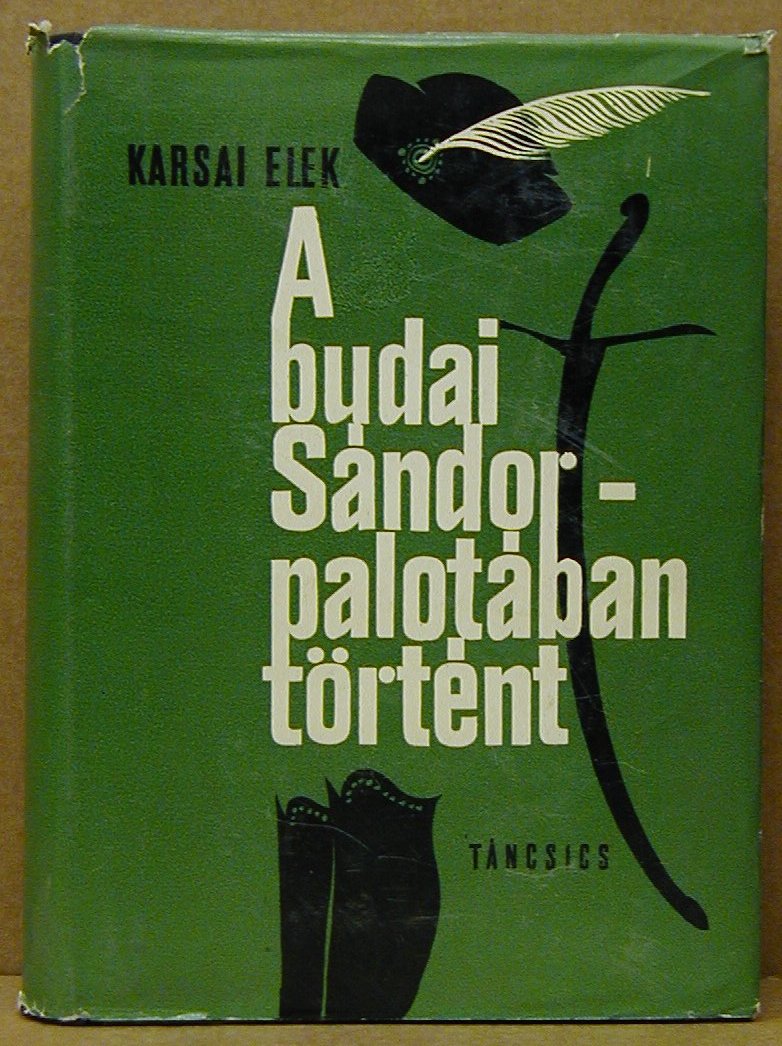 KARSAI ELEK
A
budai
Sándor-
palotában
történt
TÁNCSICS